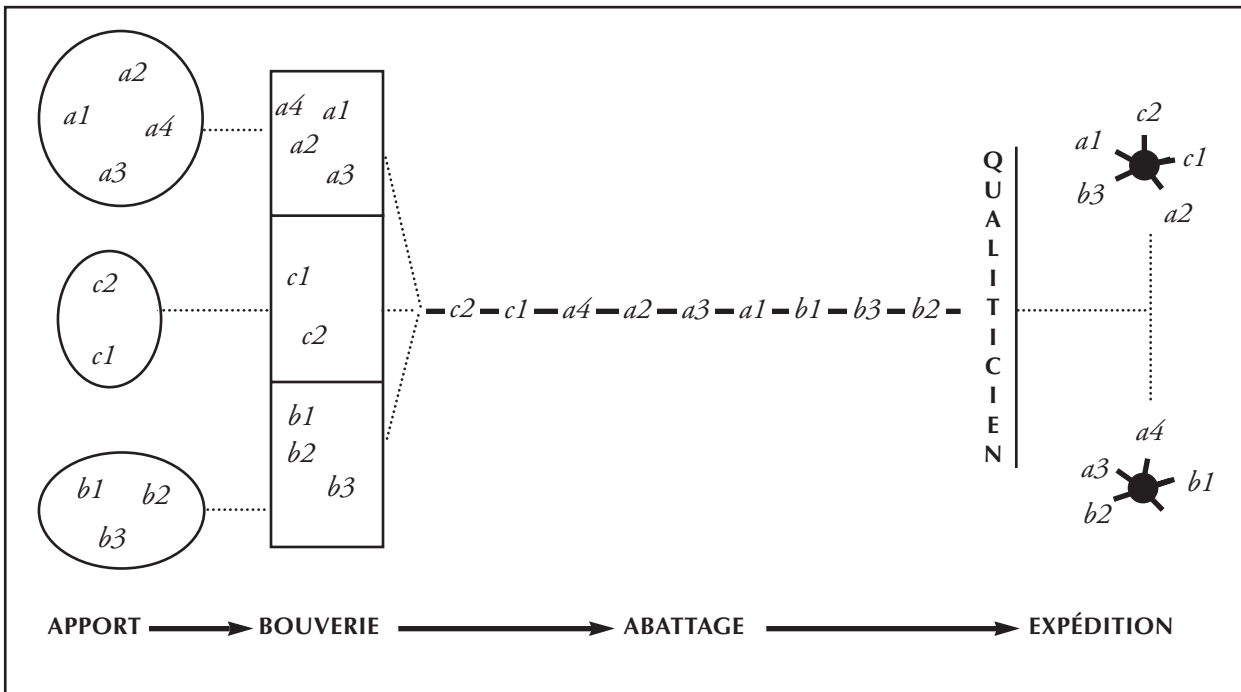 a2
a1
a4
a3
c2
c1
b1 b2
b3
a4 a1
a2
a3
c1
c2
b1
b2
b3
c2 c1 a4 a2 a3 a1 b1 b3 b2
QUALITICIEN
c2
a1
c1
b3
a2
a4
a3
b1
b2
APPORT BOUVERIE ABATTAGE EXPÉDITION